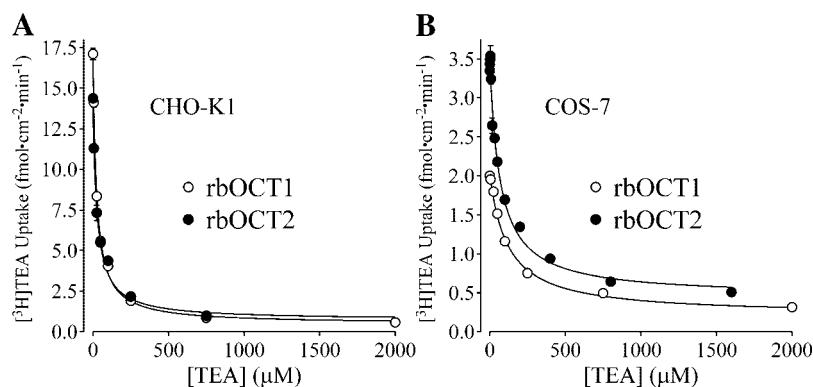 A
[³H]TEA Uptake (fmol·cm⁻²·min⁻¹)
17.5
15.0
12.5
10.0
7.5
5.0
2.5
0.0
CHO-K1
rbOCT1
rbOCT2
0 500 1000 1500 2000
[TEA] (µM)
B
[³H]TEA Uptake (fmol·cm⁻²·min⁻¹)
3.5
3.0
2.5
2.0
1.5
1.0
0.5
0.0
COS-7
rbOCT1
rbOCT2
0 500 1000 1500 2000
[TEA] (µM)